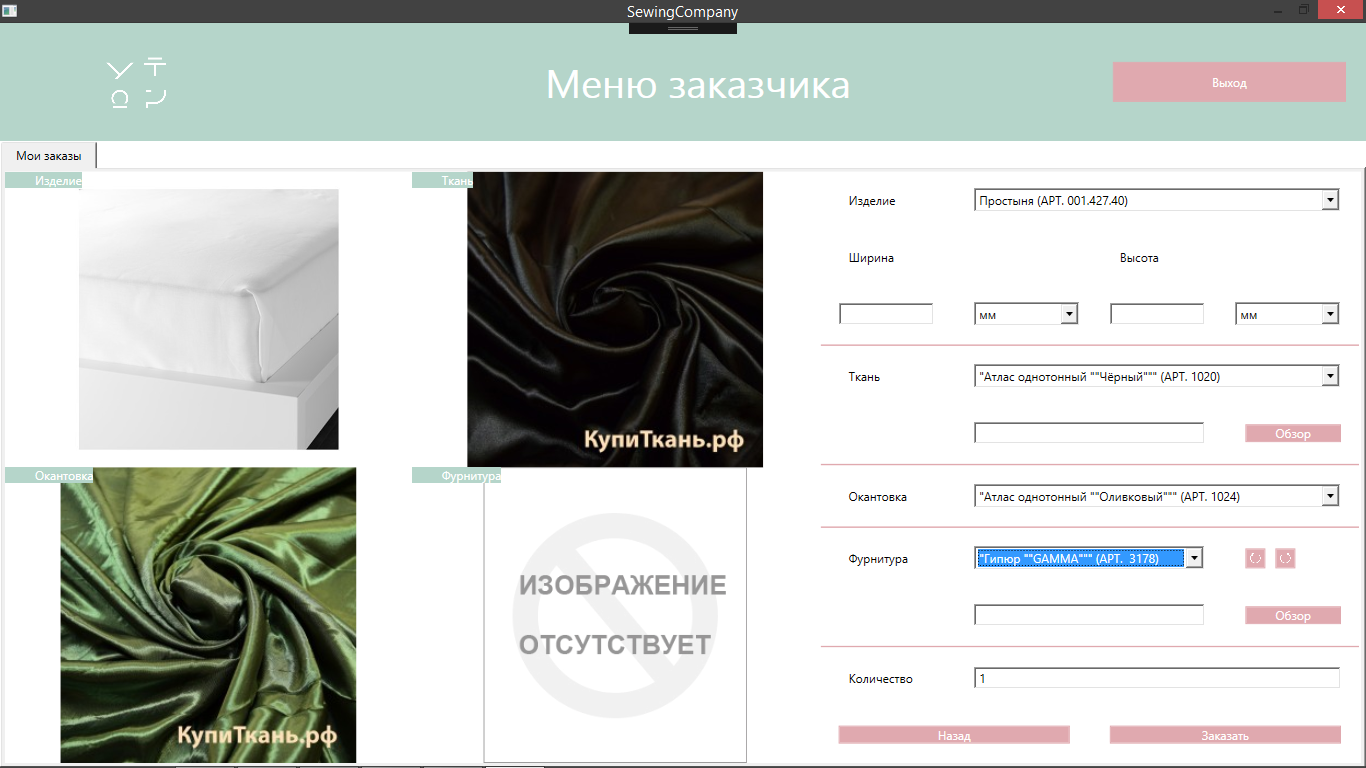 SewingCompany
Меню заказчика
Выход
Мои заказы
Изделие
Ткань
КупиТкань.рф
Окантовка
КупиТкань.рф
Фурнитура
ИЗОБРАЖЕНИЕ
ОТСУТСТВУЕТ
Изделие
Простыня (АРТ. 001.427.40)
Ширина
Высота
мм
мм
Ткань
"Атлас однотонный ""Чёрный""" (АРТ. 1020)
Обзор
Окантовка
"Атлас однотонный ""Оливковый""" (АРТ. 1024)
Фурнитура
"Гипюр ""GAMMA""" (АРТ.  3178)
Обзор
Количество
1
Назад
Заказать